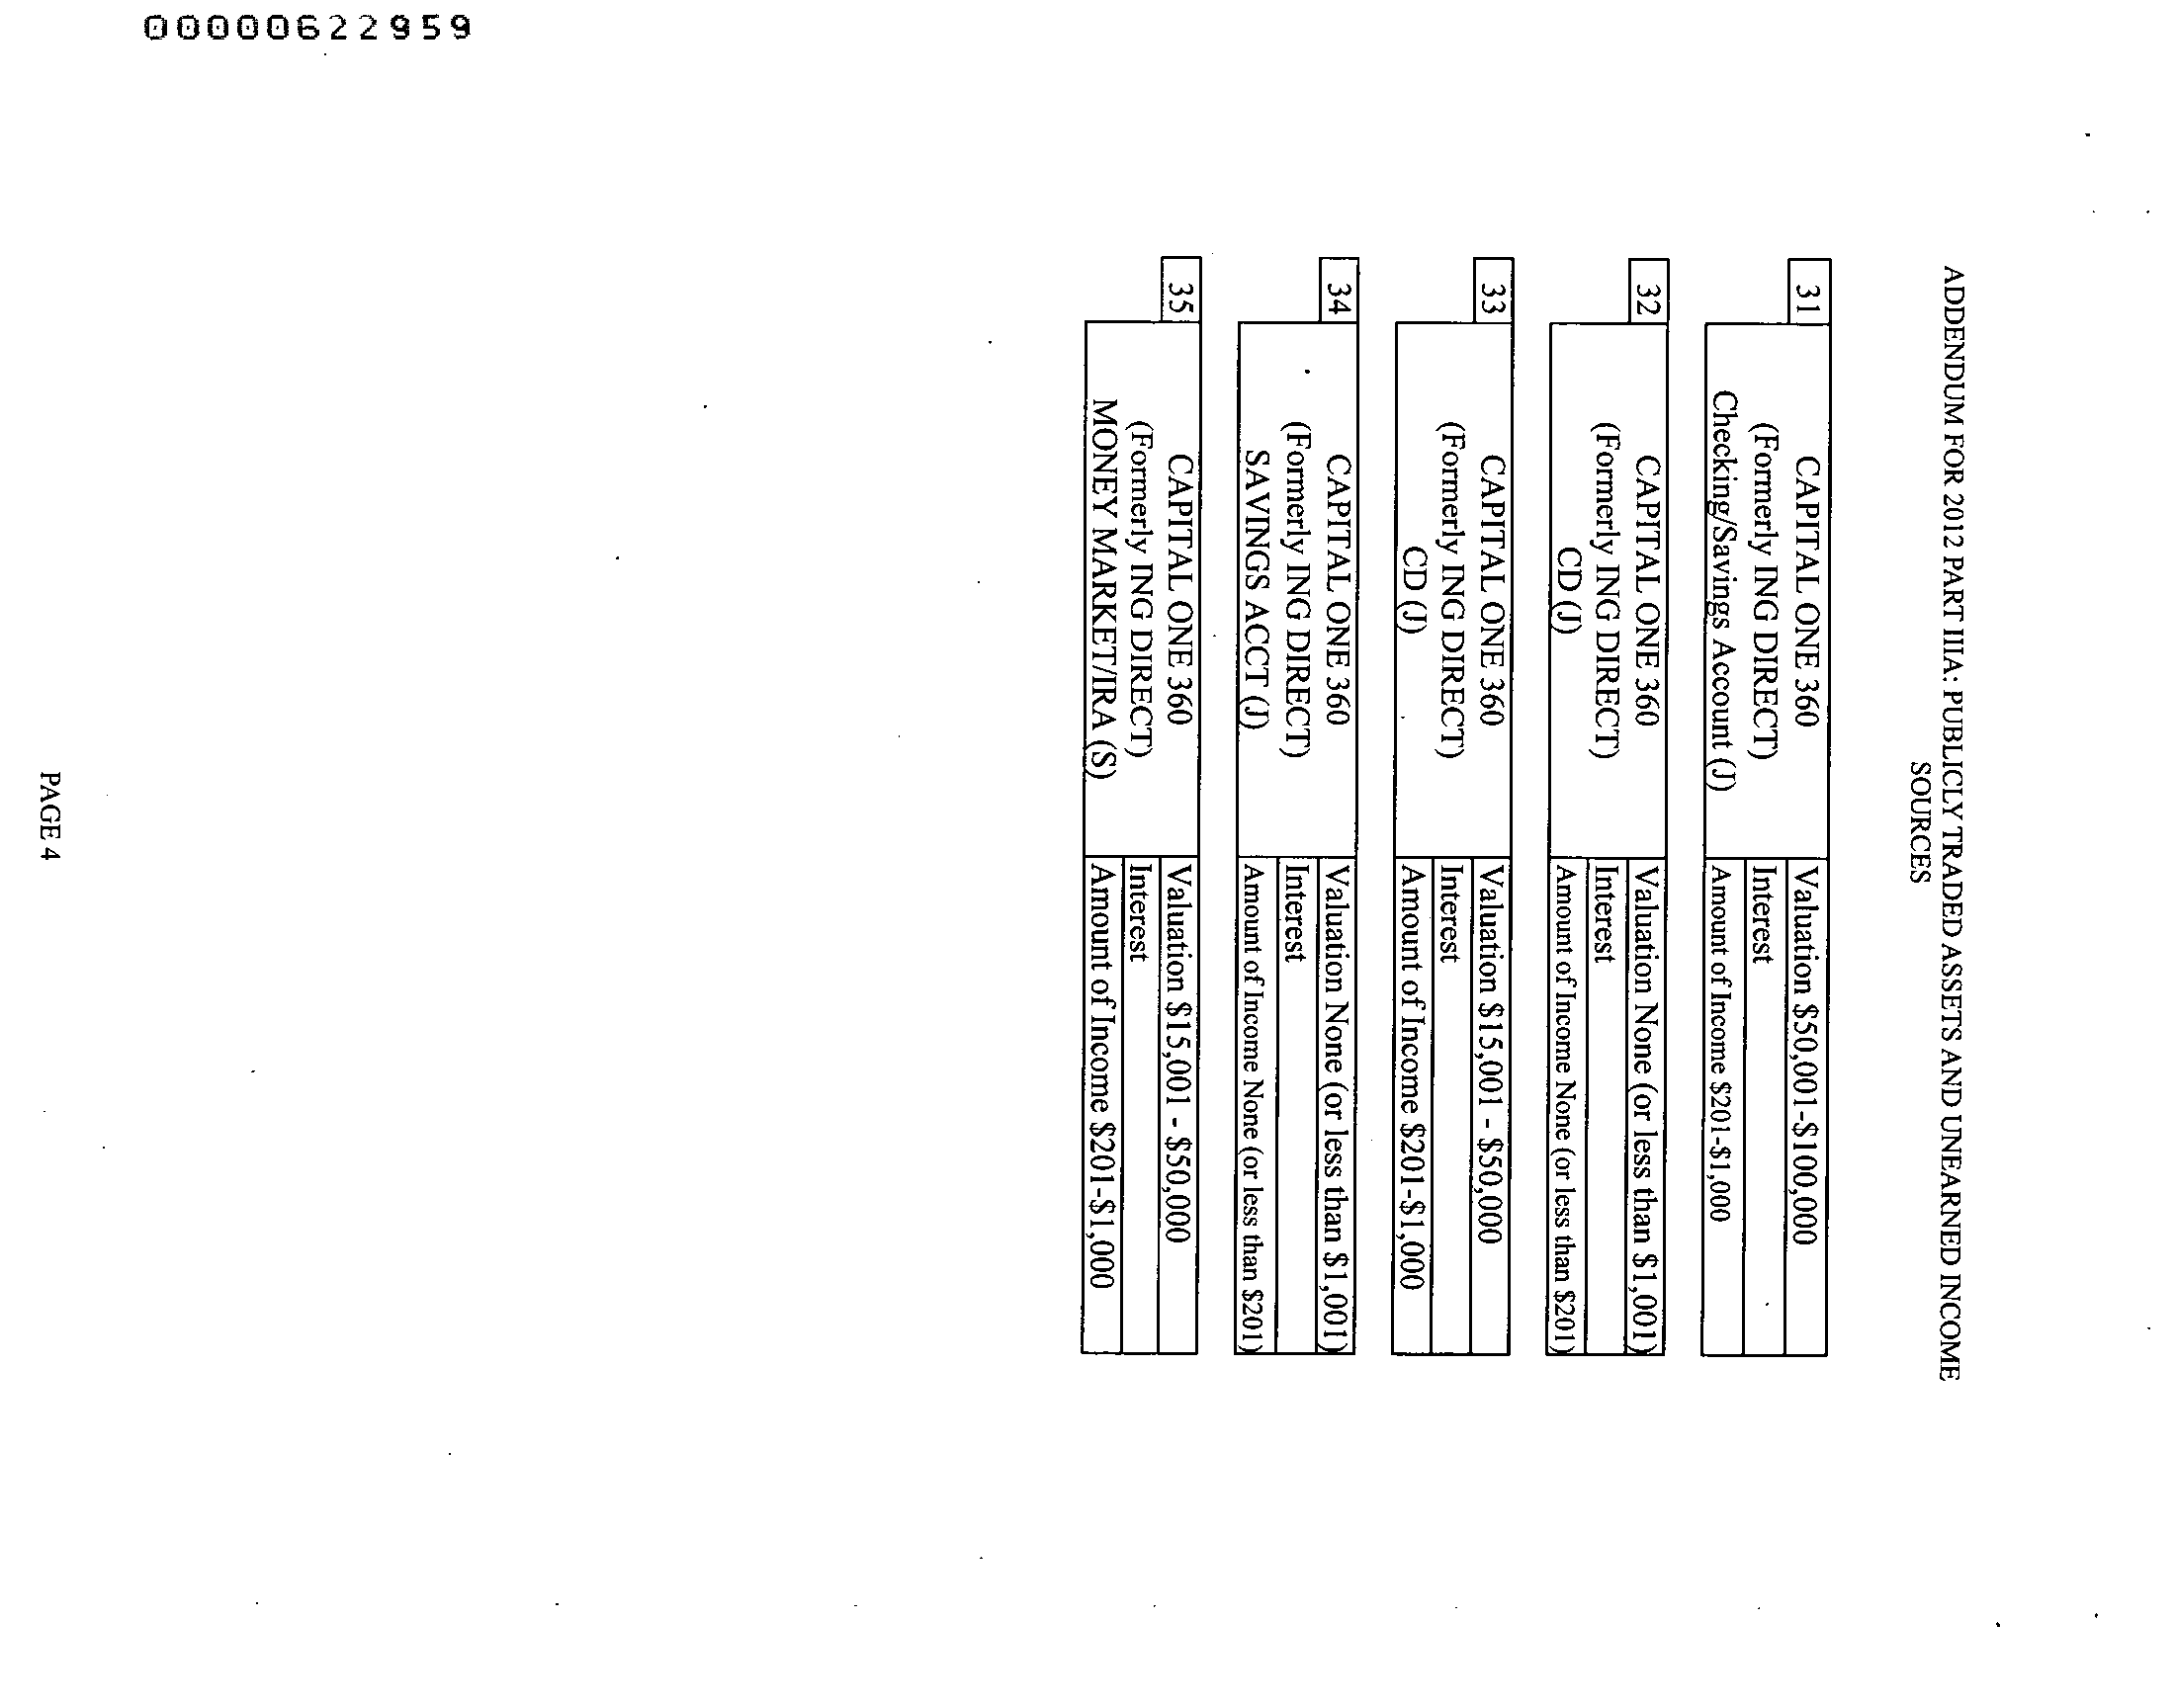 00000622959
ADDENDUM FOR 2012 PART IIIA: PUBLICLY TRADED ASSETS AND UNEARNED INCOME
SOURCES
31
CAPITAL ONE 360
(Formerly ING DIRECT)
Checking/Savings Account (J)
Valuation $50,001-$100,000
Interest
Amount of Income $201-$1,000
32
CAPITAL ONE 360
(Formerly ING DIRECT)
CD (J)
Valuation None (or less than $1,001)
Interest
Amount of Income None (or less than $201)
33
CAPITAL ONE 360
(Formerly ING DIRECT)
CD (J)
Valuation $15,001 - $50,000
Interest
Amount of Income $201-$1,000
34
CAPITAL ONE 360
(Formerly ING DIRECT)
SAVINGS ACCT (J)
Valuation None (or less than $1,001)
Interest
Amount of Income None (or less than $201)
35
CAPITAL ONE 360
(Formerly ING DIRECT)
MONEY MARKET/IRA (S)
Valuation $15,001 - $50,000
Interest
Amount of Income $201-$1,000
PAGE 4